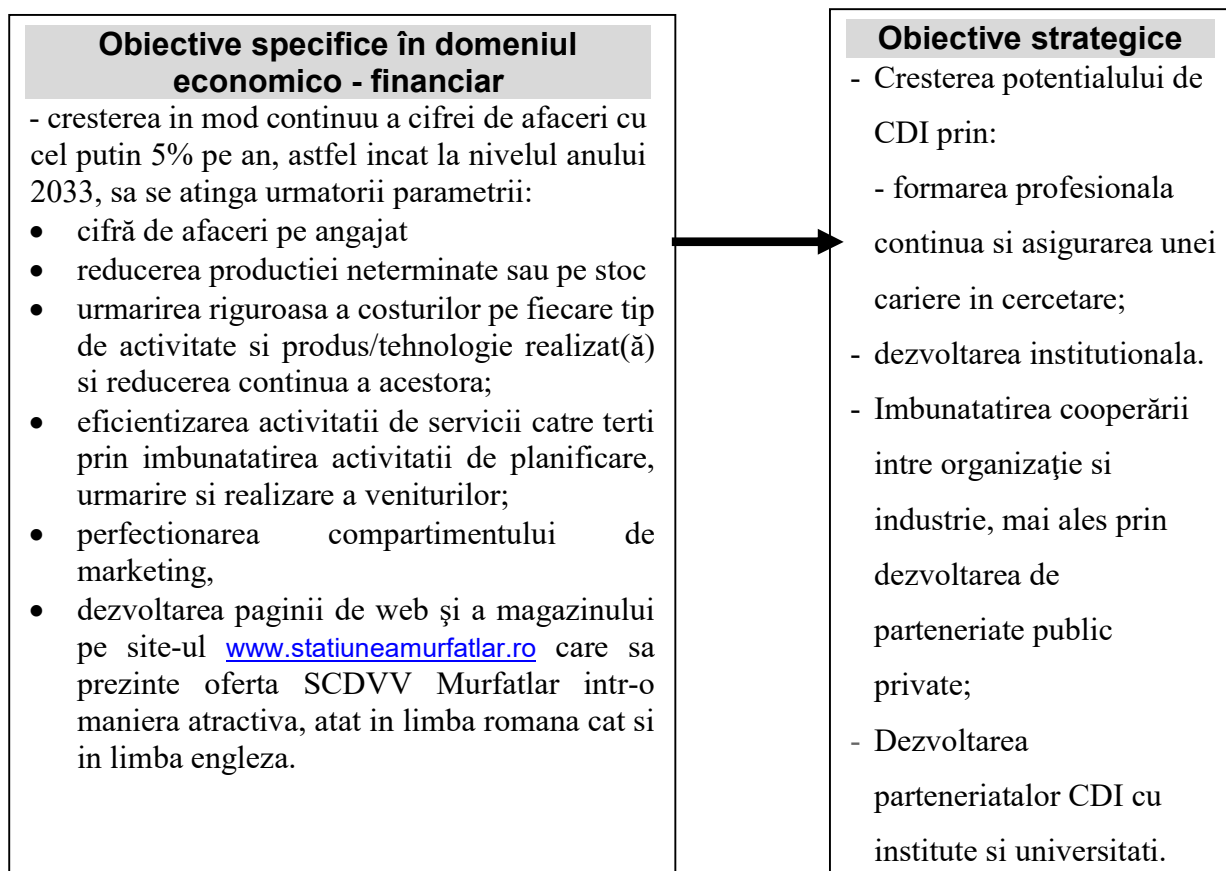 Obiective specifice în domeniul
economico - financiar
- cresterea in mod continuu a cifrei de afaceri cu
cel putin 5% pe an, astfel incat la nivelul anului
2033, sa se atinga urmatorii parametrii:
• cifră de afaceri pe angajat
• reducerea productiei neterminate sau pe stoc
• urmarirea riguroasa a costurilor pe fiecare tip
de activitate si produs/tehnologie realizat(ă)
si reducerea continua a acestora;
• eficientizarea activitatii de servicii catre terti
prin imbunatatirea activitatii de planificare,
urmarire si realizare a veniturilor;
• perfectionarea compartimentului de
marketing,
• dezvoltarea paginii de web şi a magazinului
pe site-ul www.statiuneamurfatlar.ro care sa
prezinte oferta SCDVV Murfatlar intr-o
maniera atractiva, atat in limba romana cat si
in limba engleza.
Obiective strategice
- Cresterea potentialului de
CDI prin:
- formarea profesionala
continua si asigurarea unei
cariere in cercetare;
- dezvoltarea institutionala.
- Imbunatatirea cooperării
intre organizaţie si
industrie, mai ales prin
dezvoltarea de
parteneriate public
private;
- Dezvoltarea
parteneriatalor CDI cu
institute si universitati.